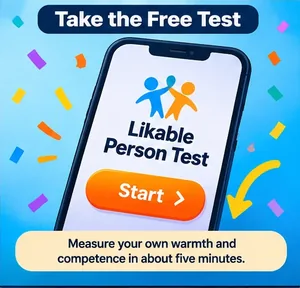 Take the Free Test
Likable
Person Test
Start >
Measure your own warmth and
competence in about five minutes.